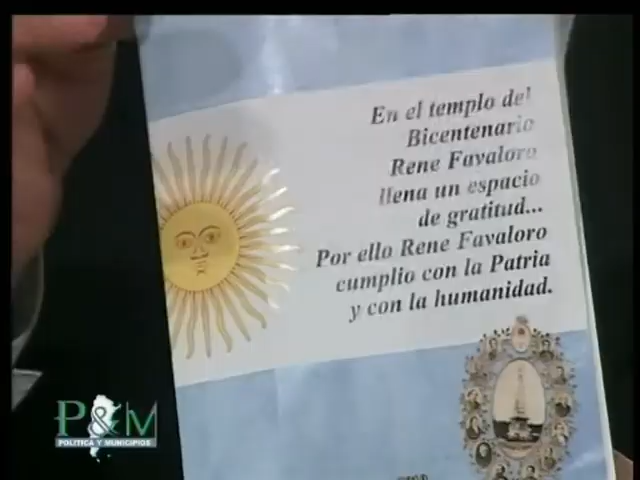 En el templo del
Bicentenario
Rene Favaloro
llena un espacio
de gratitud...
Por ello Rene Favaloro
cumplio con la Patria
y con la humanidad.
P&M
POLITICA Y MUNICIPIOS